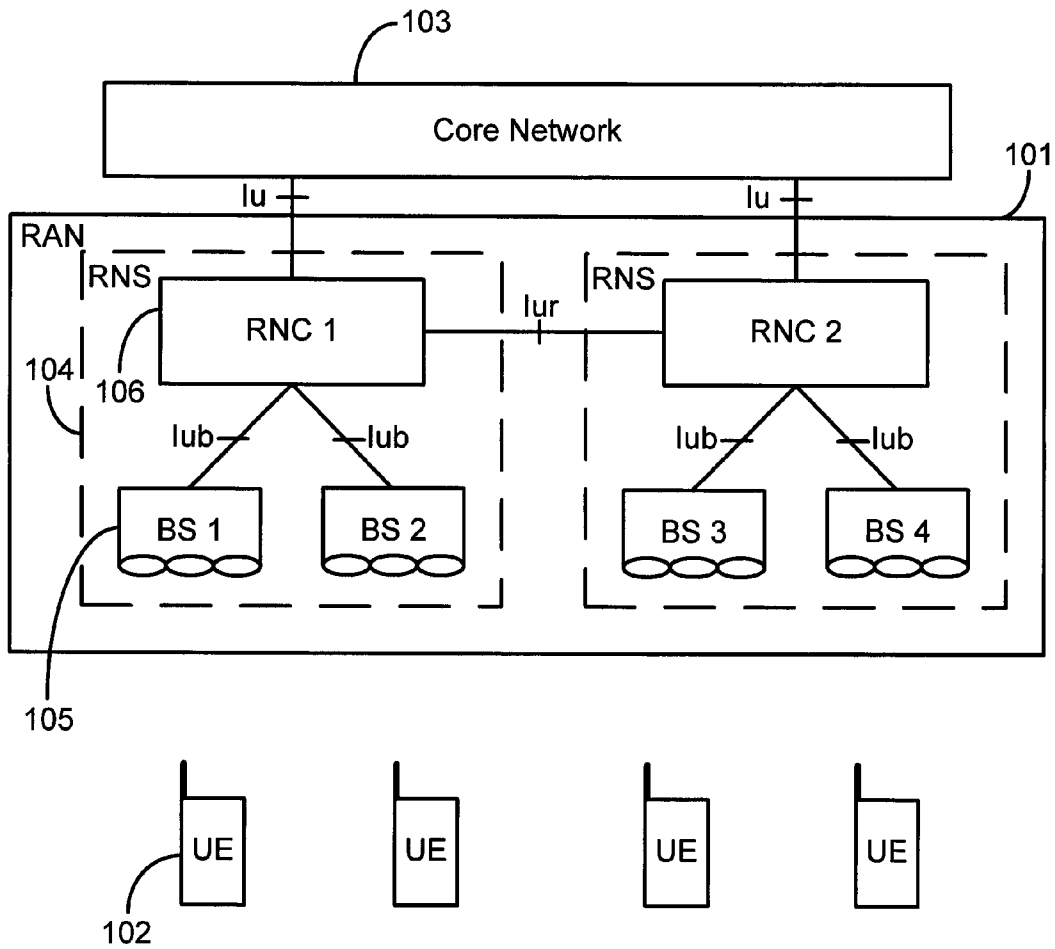 103
Core Network
101
Iu
Iu
RAN
RNS
RNS
RNC 1
Iur
RNC 2
104
106
Iub
Iub
Iub
Iub
BS 1
BS 2
BS 3
BS 4
105
UE
UE
UE
UE
102